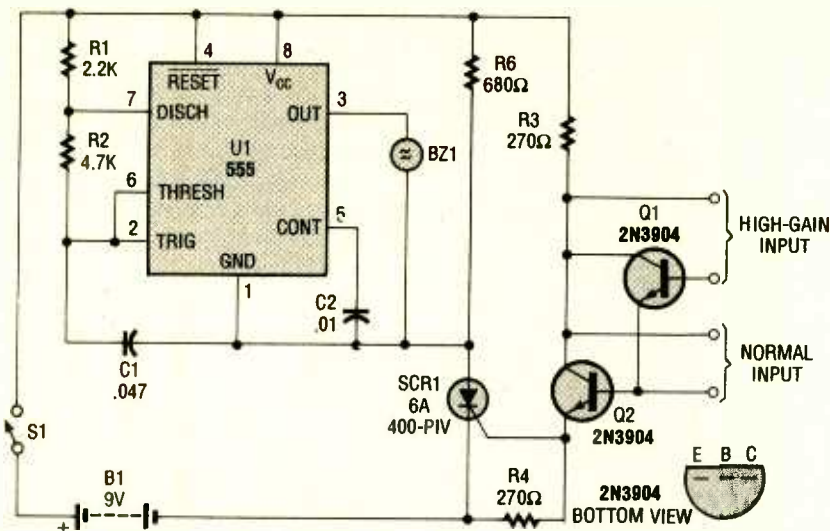 R1
2.2K
4
8
RESET
VCC
R6
680Ω
7
DISCH
OUT
3
R3
270Ω
R2
4.7K
U1
555
BZ1
6
THRESH
Q1
2N3904
HIGH-GAIN
INPUT
2
TRIG
CONT
5
GND
1
C2
.01
C1
.047
NORMAL
INPUT
SCR1
6A
400-PIV
Q2
2N3904
S1
B1
9V
+
R4
270Ω
E B C
2N3904
BOTTOM VIEW